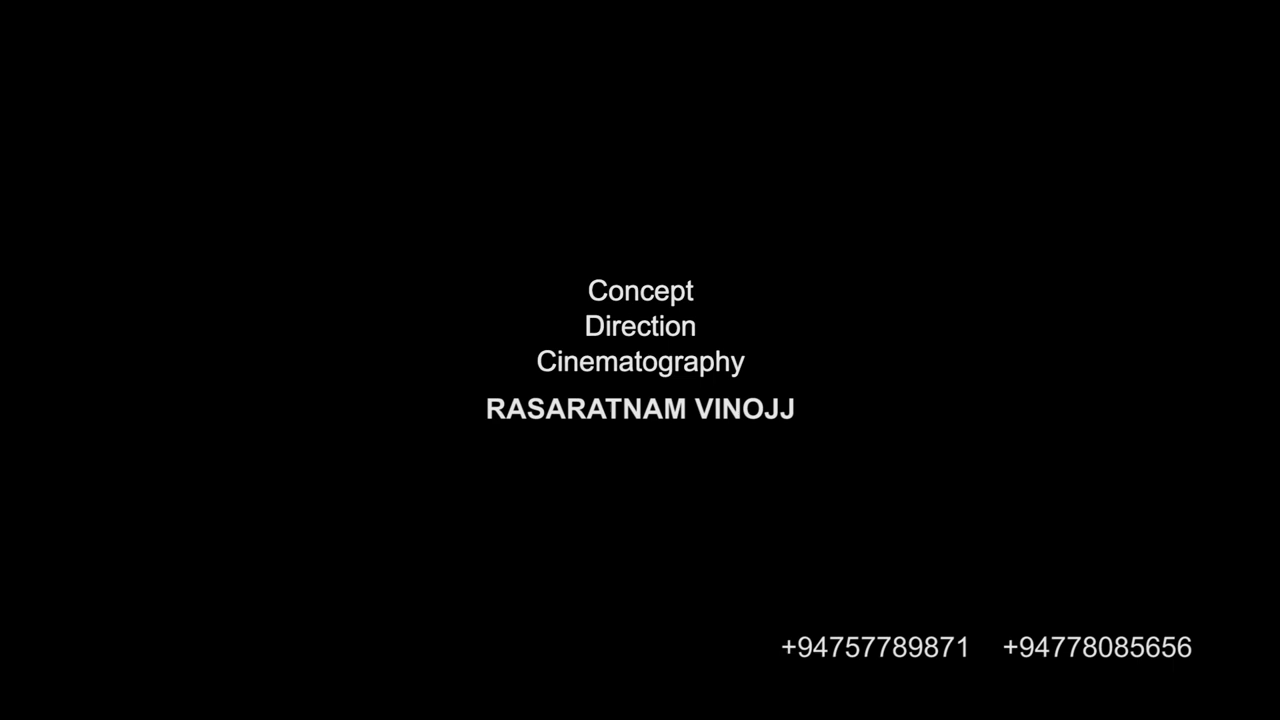 Concept
Direction
Cinematography
RASARATNAM VINOJJ
+94757789871 +94778085656